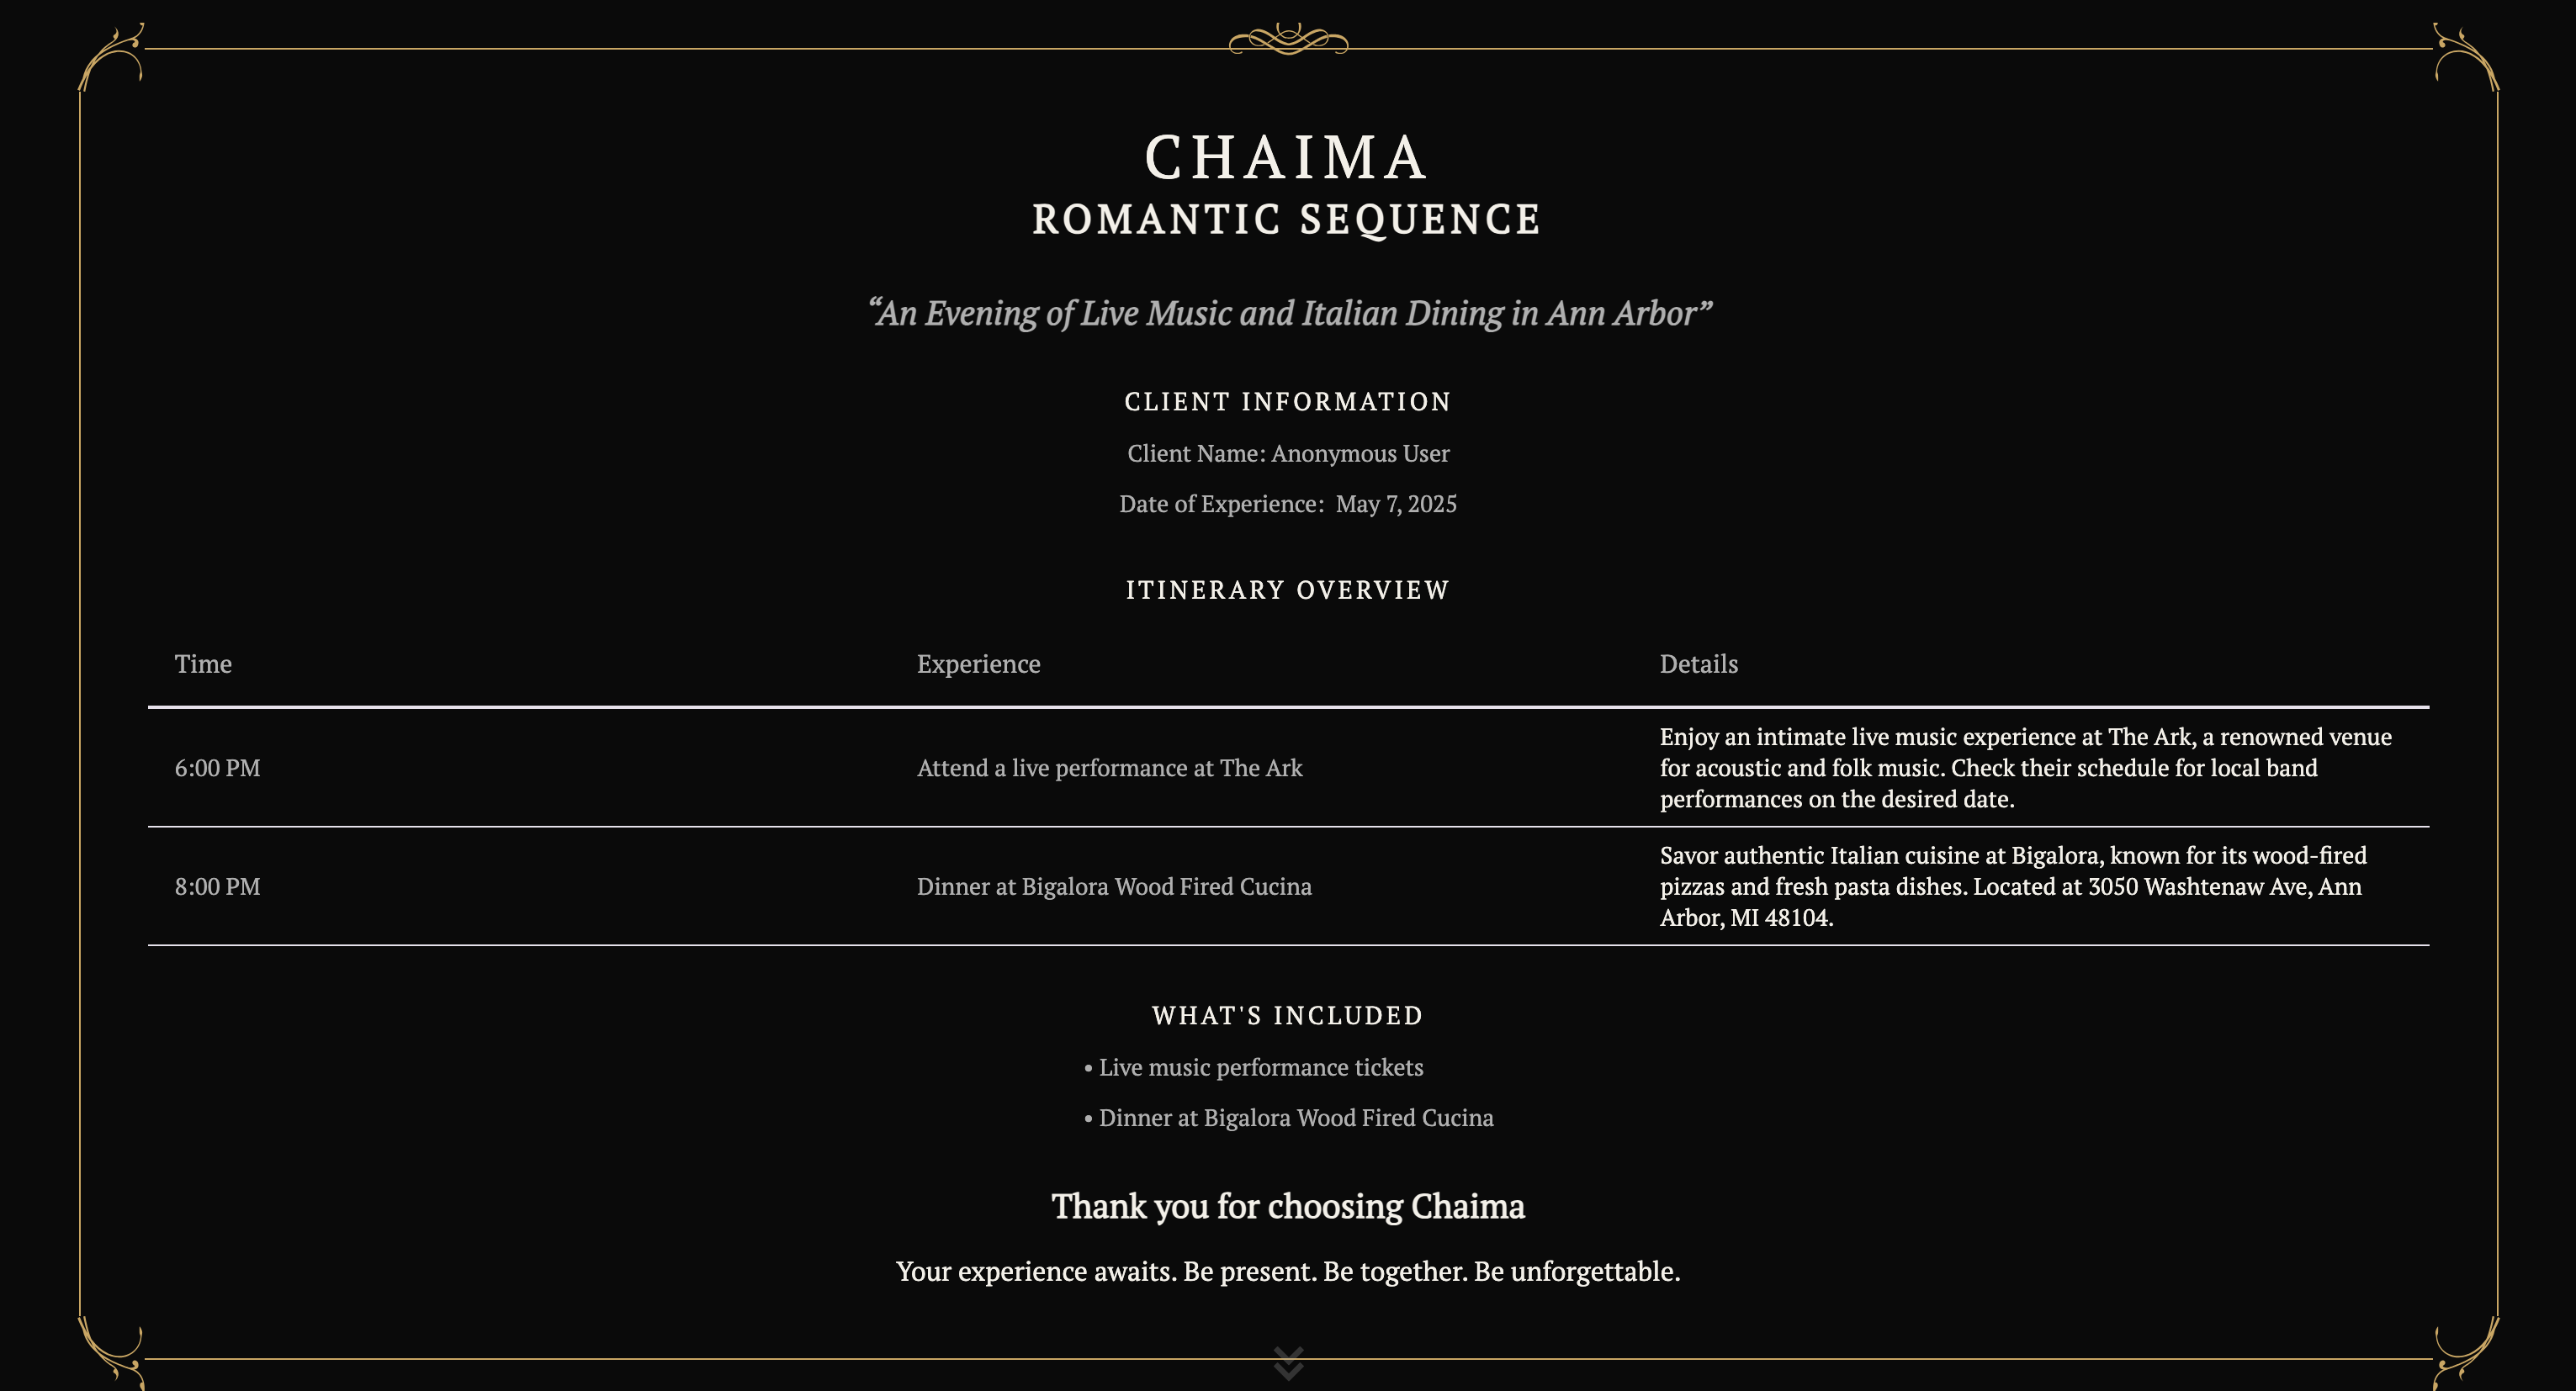 CHAIMA
ROMANTIC SEQUENCE
“An Evening of Live Music and Italian Dining in Ann Arbor”
CLIENT INFORMATION
Client Name: Anonymous User
Date of Experience:  May 7, 2025
ITINERARY OVERVIEW
Time Experience Details
6:00 PM Attend a live performance at The Ark
Enjoy an intimate live music experience at The Ark, a renowned venue
for acoustic and folk music. Check their schedule for local band
performances on the desired date.
8:00 PM Dinner at Bigalora Wood Fired Cucina
Savor authentic Italian cuisine at Bigalora, known for its wood-fired
pizzas and fresh pasta dishes. Located at 3050 Washtenaw Ave, Ann
Arbor, MI 48104.
WHAT'S INCLUDED
• Live music performance tickets
• Dinner at Bigalora Wood Fired Cucina
Thank you for choosing Chaima
Your experience awaits. Be present. Be together. Be unforgettable.